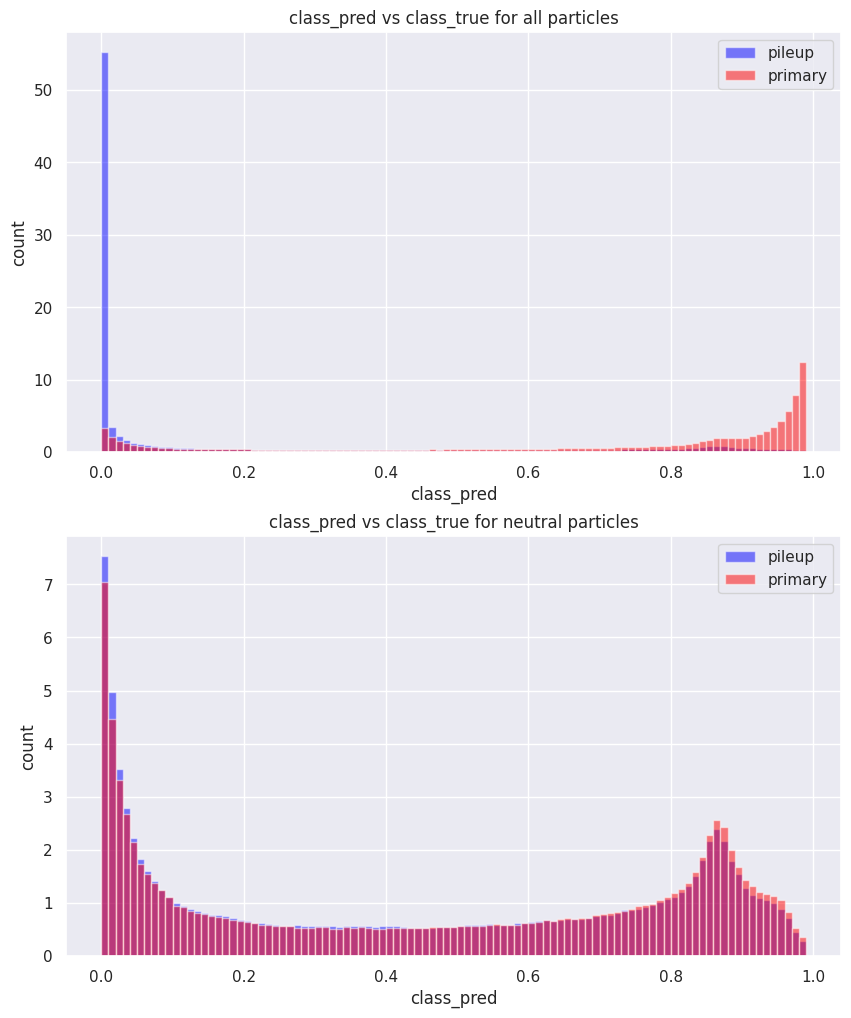 class_pred vs class_true for all particles
pileup
primary
count
50
40
30
20
10
0
0.0 0.2 0.4 0.6 0.8 1.0
class_pred
class_pred vs class_true for neutral particles
pileup
primary
count
7
6
5
4
3
2
1
0
0.0 0.2 0.4 0.6 0.8 1.0
class_pred